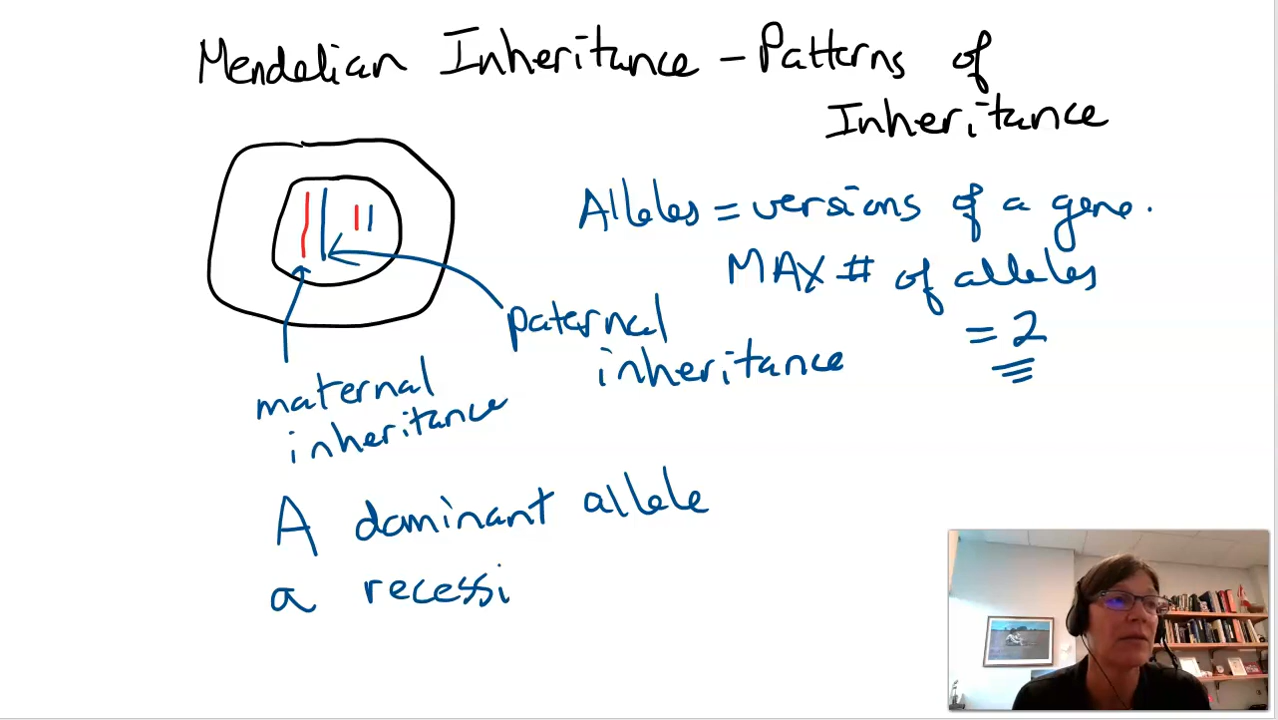 Mendelian Inheritance - Patterns of
Inheritance
Alleles = versions of a gene.
MAX # of alleles
= 2
paternal
inheritance
maternal
inheritance
A dominant allele
a recessi